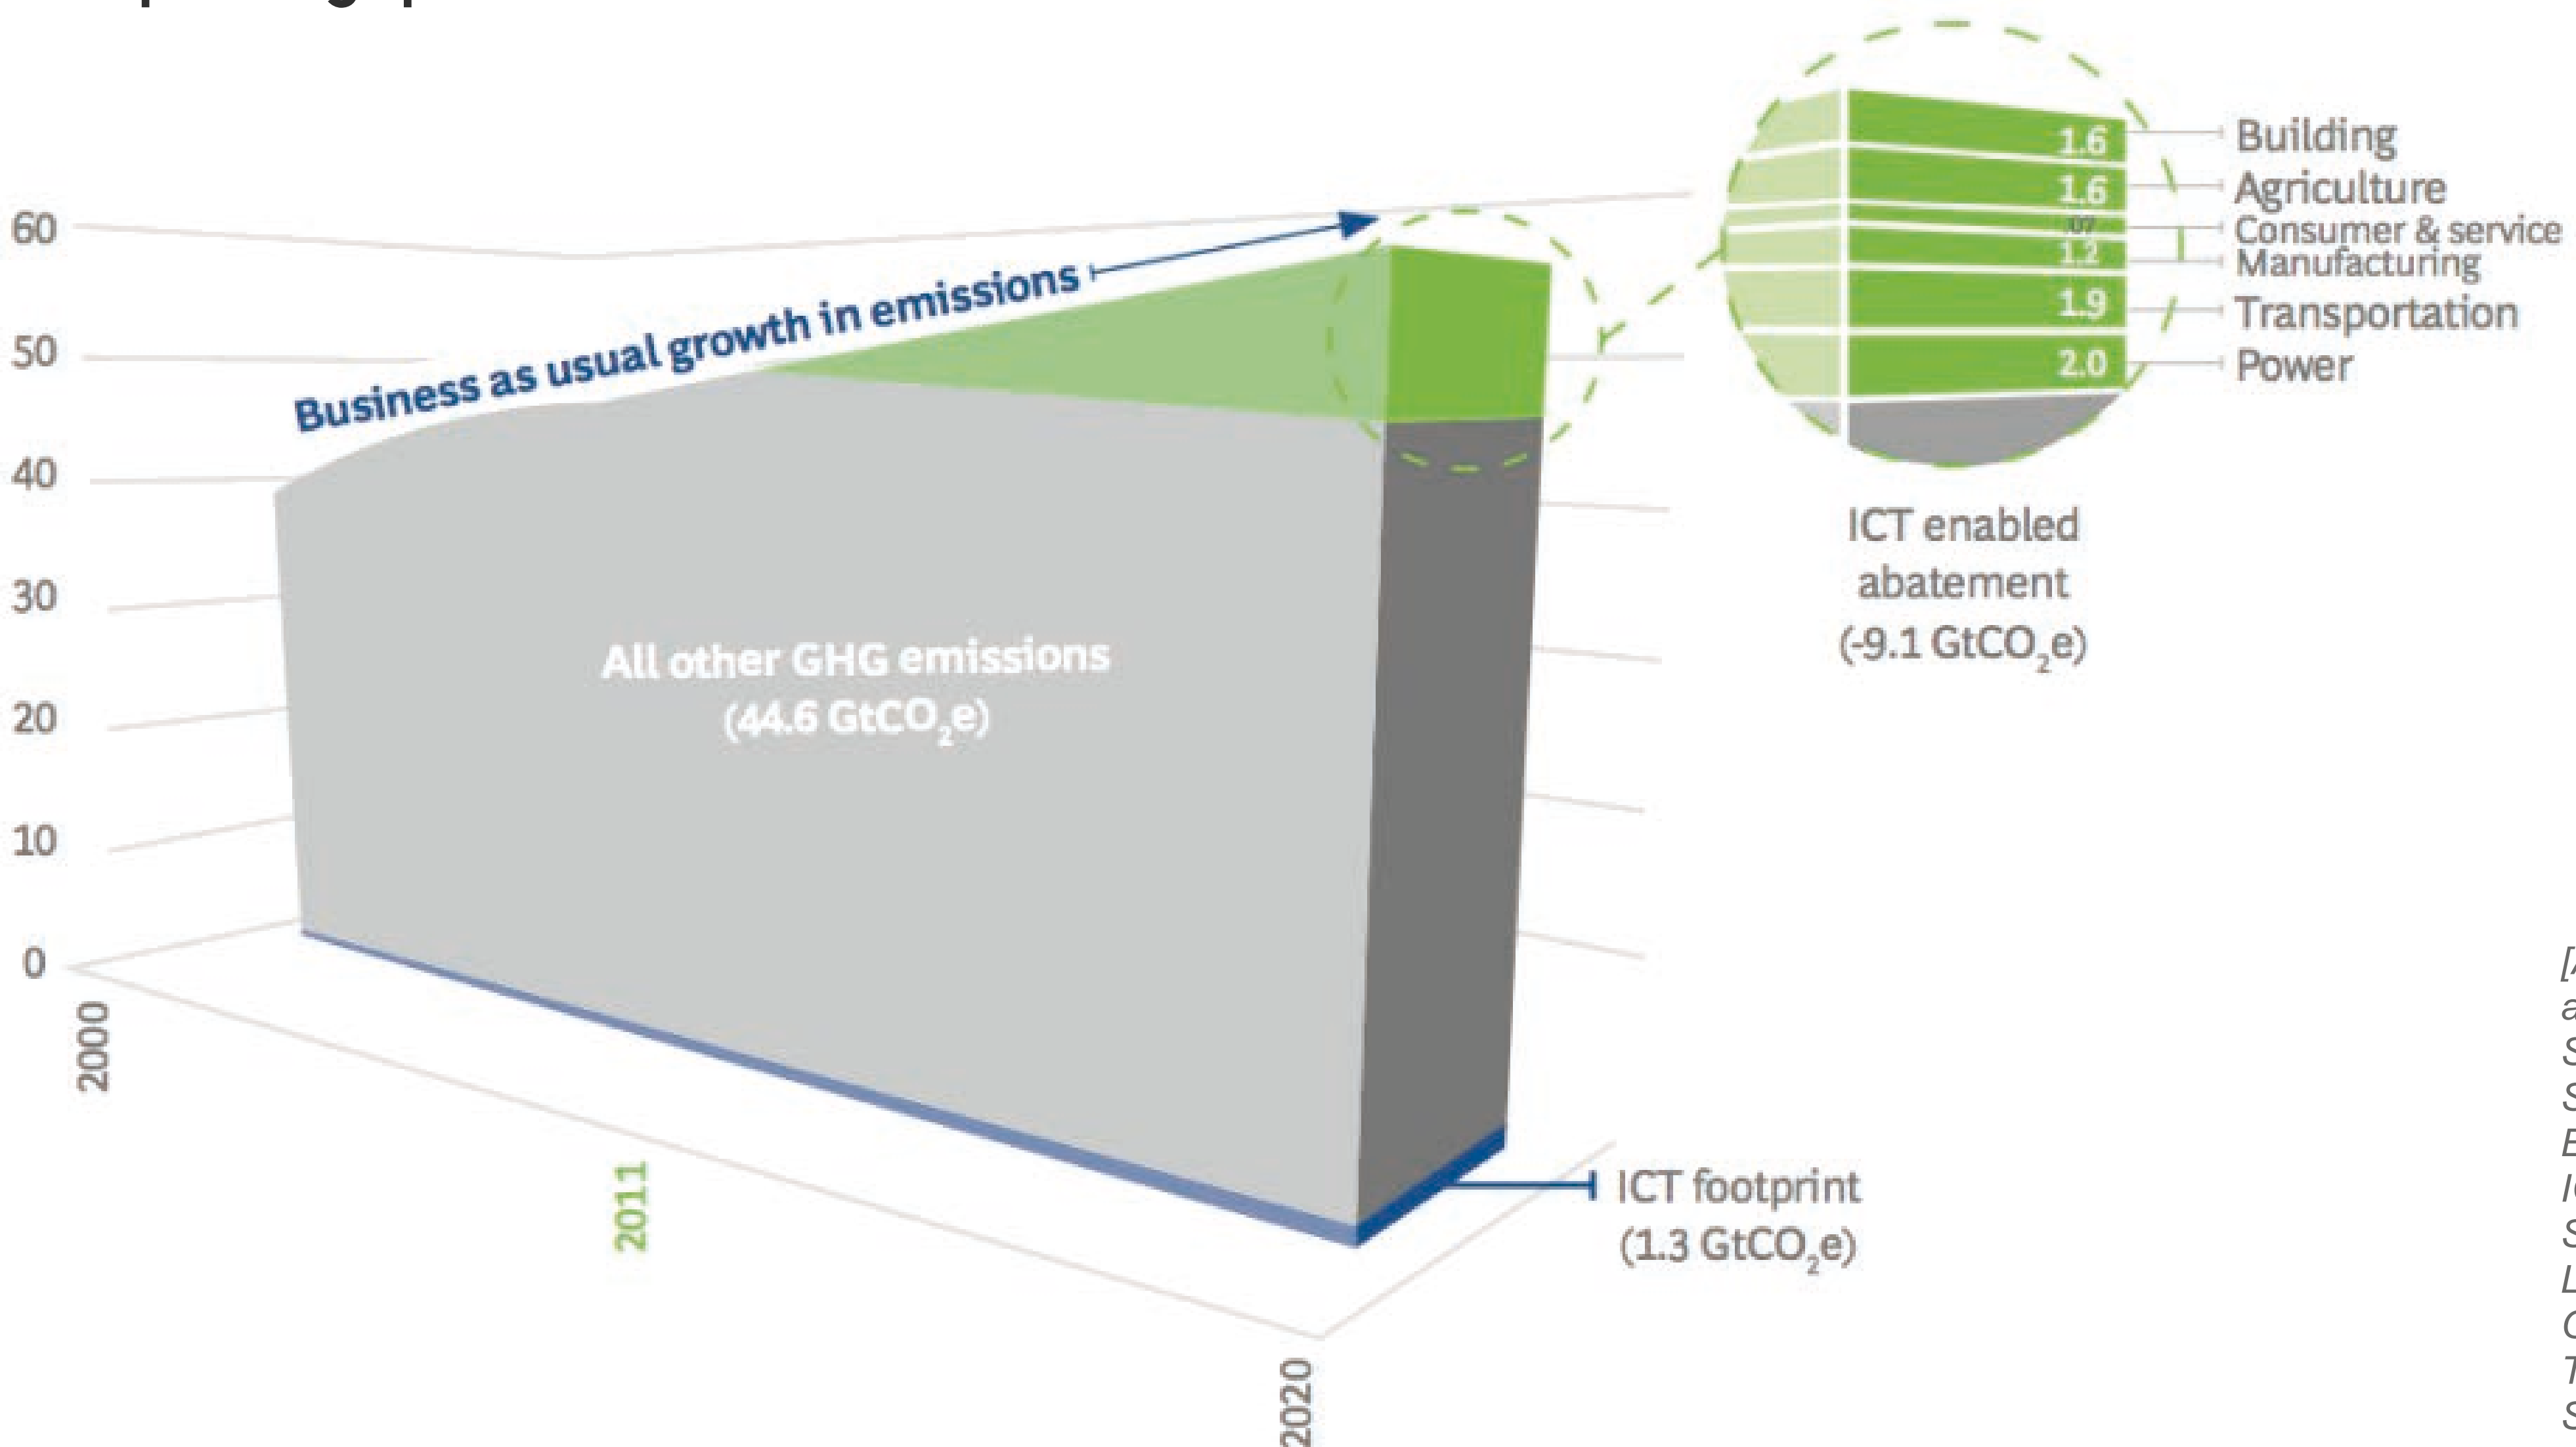 60
50
40
30
20
10
0
2000
2011
2020
Business as usual growth in emissions
All other GHG emissions
(44.6 GtCO₂e)
1.6
1.6
.07
1.2
1.9
2.0
Building
Agriculture
Consumer & service
Manufacturing
Transportation
Power
ICT enabled
abatement
(-9.1 GtCO₂e)
ICT footprint
(1.3 GtCO₂e)